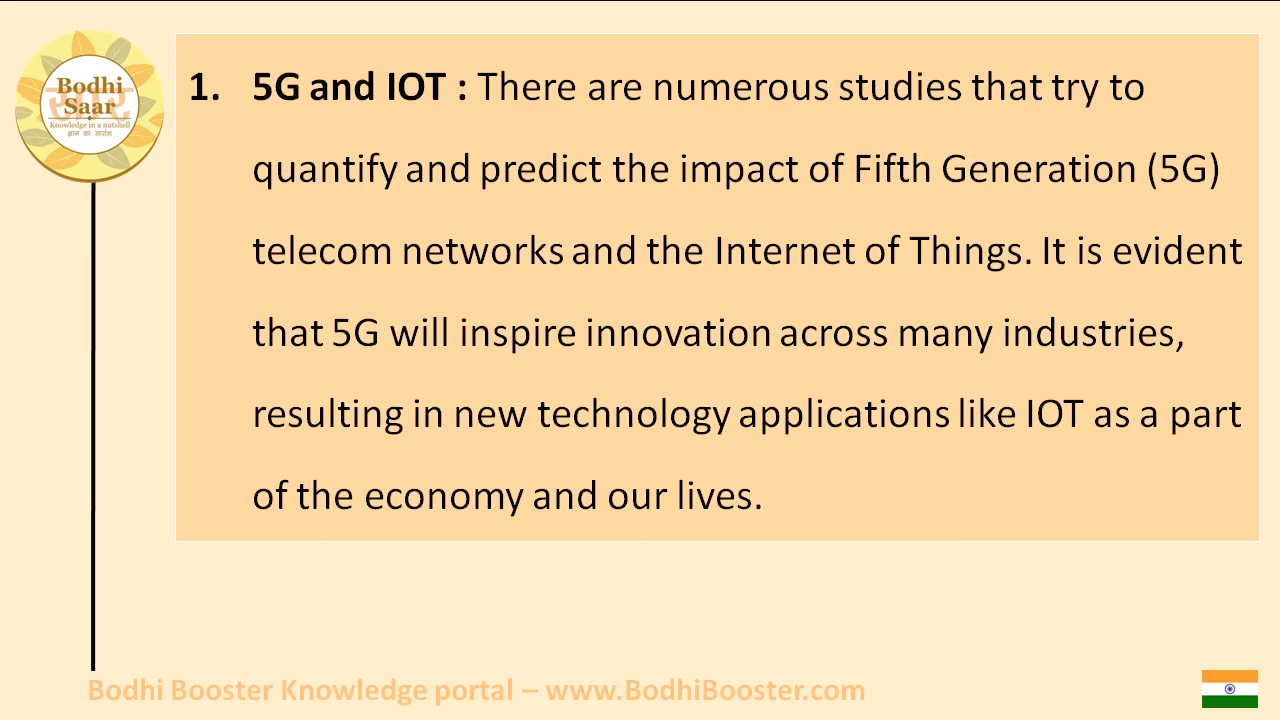 Bodhi
Saar
Knowledge in a nutshell
ज्ञान का सारांश
1. 5G and IOT : There are numerous studies that try to
quantify and predict the impact of Fifth Generation (5G)
telecom networks and the Internet of Things. It is evident
that 5G will inspire innovation across many industries,
resulting in new technology applications like IOT as a part
of the economy and our lives.
Bodhi Booster Knowledge portal – www.BodhiBooster.com